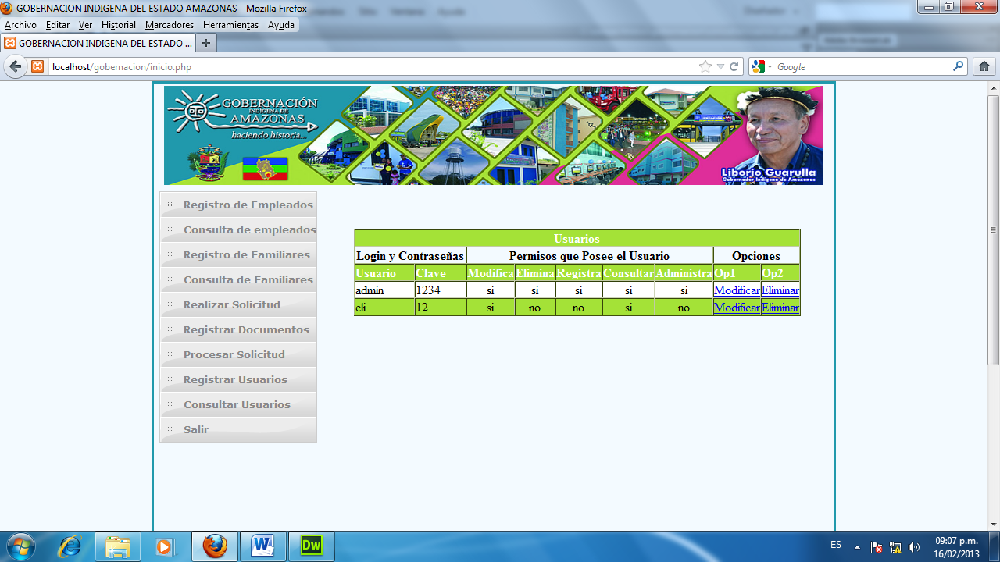 GOBERNACION INDIGENA DEL ESTADO AMAZONAS - Mozilla Firefox
Archivo Editar Ver Historial Marcadores Herramientas Ayuda
GOBERNACION INDIGENA DEL ESTADO ...
localhost/gobernacion/inicio.php
Google
GOBERNACIÓN
INDÍGENA DE
AMAZONAS
haciendo historia...
Liborio Guarulla
Gobernador Indígena de Amazonas
Registro de Empleados
Consulta de empleados
Registro de Familiares
Consulta de Familiares
Realizar Solicitud
Registrar Documentos
Procesar Solicitud
Registrar Usuarios
Consultar Usuarios
Salir
Usuarios
Login y Contraseñas Permisos que Posee el Usuario Opciones
Usuario Clave Modifica Elimina Registra Consultar Administra Op1 Op2
admin 1234 si si si si si Modificar Eliminar
eli 12 si no no si no Modificar Eliminar
W Dw
ES
09:07 p.m.
16/02/2013